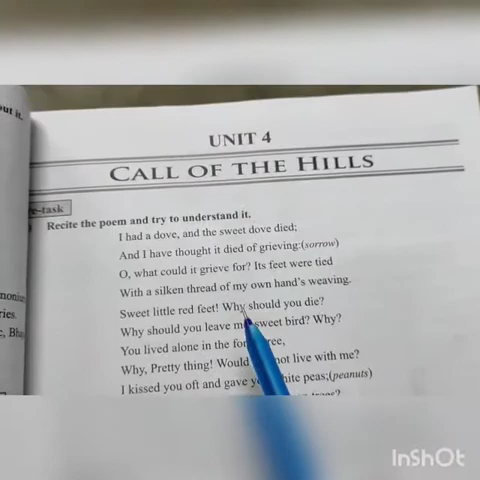 out it.
UNIT 4
CALL OF THE HILLS
e-task
Recite the poem and try to understand it.
I had a dove, and the sweet dove died;
And I have thought it died of grieving:(sorrow)
O, what could it grieve for? Its feet were tied
With a silken thread of my own hand's weaving.
Sweet little red feet! Why should you die?
Why should you leave me sweet bird? Why?
You lived alone in the
Why, Pretty thing! Would not live with me?
I kissed you oft and gave peas;(peanuts)
InShOt